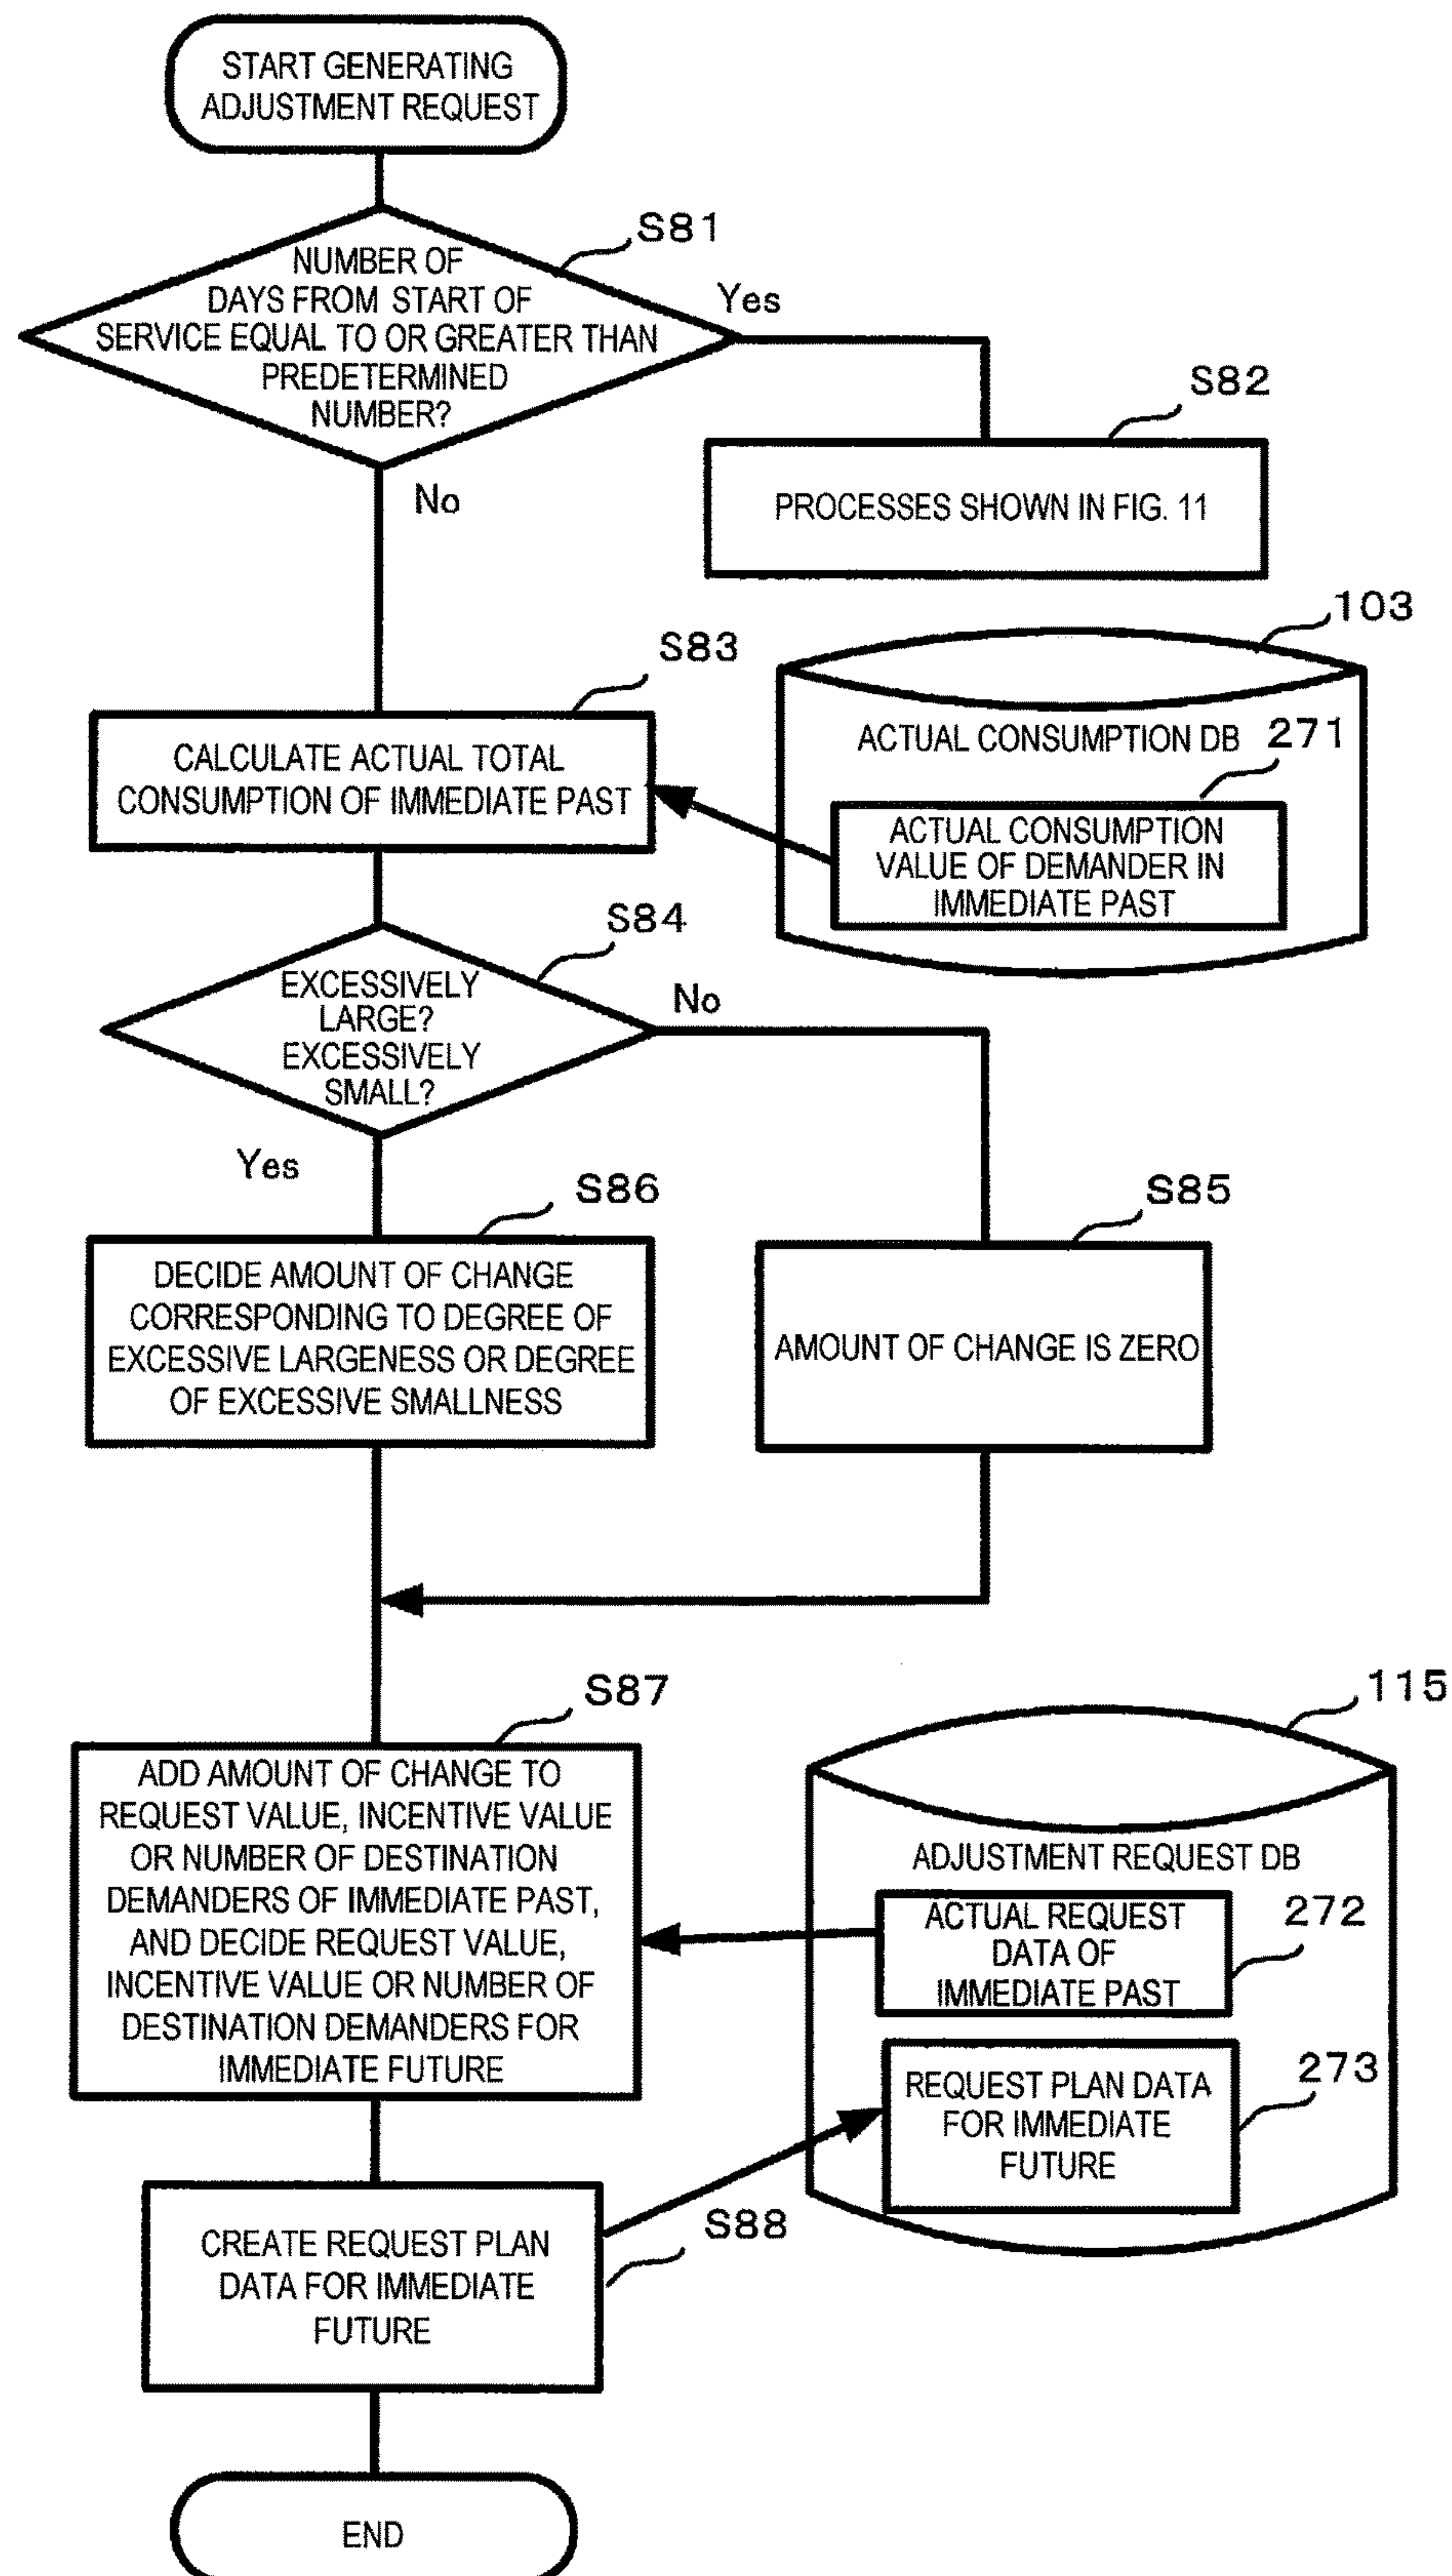 START GENERATING
ADJUSTMENT REQUEST
S81
NUMBER OF
DAYS FROM START OF
SERVICE EQUAL TO OR GREATER THAN
PREDETERMINED
NUMBER?
Yes
No
S82
PROCESSES SHOWN IN FIG. 11
103
ACTUAL CONSUMPTION DB
271
ACTUAL CONSUMPTION
VALUE OF DEMANDER IN
IMMEDIATE PAST
S83
CALCULATE ACTUAL TOTAL
CONSUMPTION OF IMMEDIATE PAST
S84
EXCESSIVELY
LARGE?
EXCESSIVELY
SMALL?
No
Yes
S86
DECIDE AMOUNT OF CHANGE
CORRESPONDING TO DEGREE OF
EXCESSIVE LARGENESS OR DEGREE
OF EXCESSIVE SMALLNESS
S85
AMOUNT OF CHANGE IS ZERO
S87
ADD AMOUNT OF CHANGE TO
REQUEST VALUE, INCENTIVE VALUE
OR NUMBER OF DESTINATION
DEMANDERS OF IMMEDIATE PAST,
AND DECIDE REQUEST VALUE,
INCENTIVE VALUE OR NUMBER OF
DESTINATION DEMANDERS FOR
IMMEDIATE FUTURE
115
ADJUSTMENT REQUEST DB
ACTUAL REQUEST
DATA OF
IMMEDIATE PAST
272
REQUEST PLAN DATA
FOR IMMEDIATE
FUTURE
273
S88
CREATE REQUEST PLAN
DATA FOR IMMEDIATE
FUTURE
END